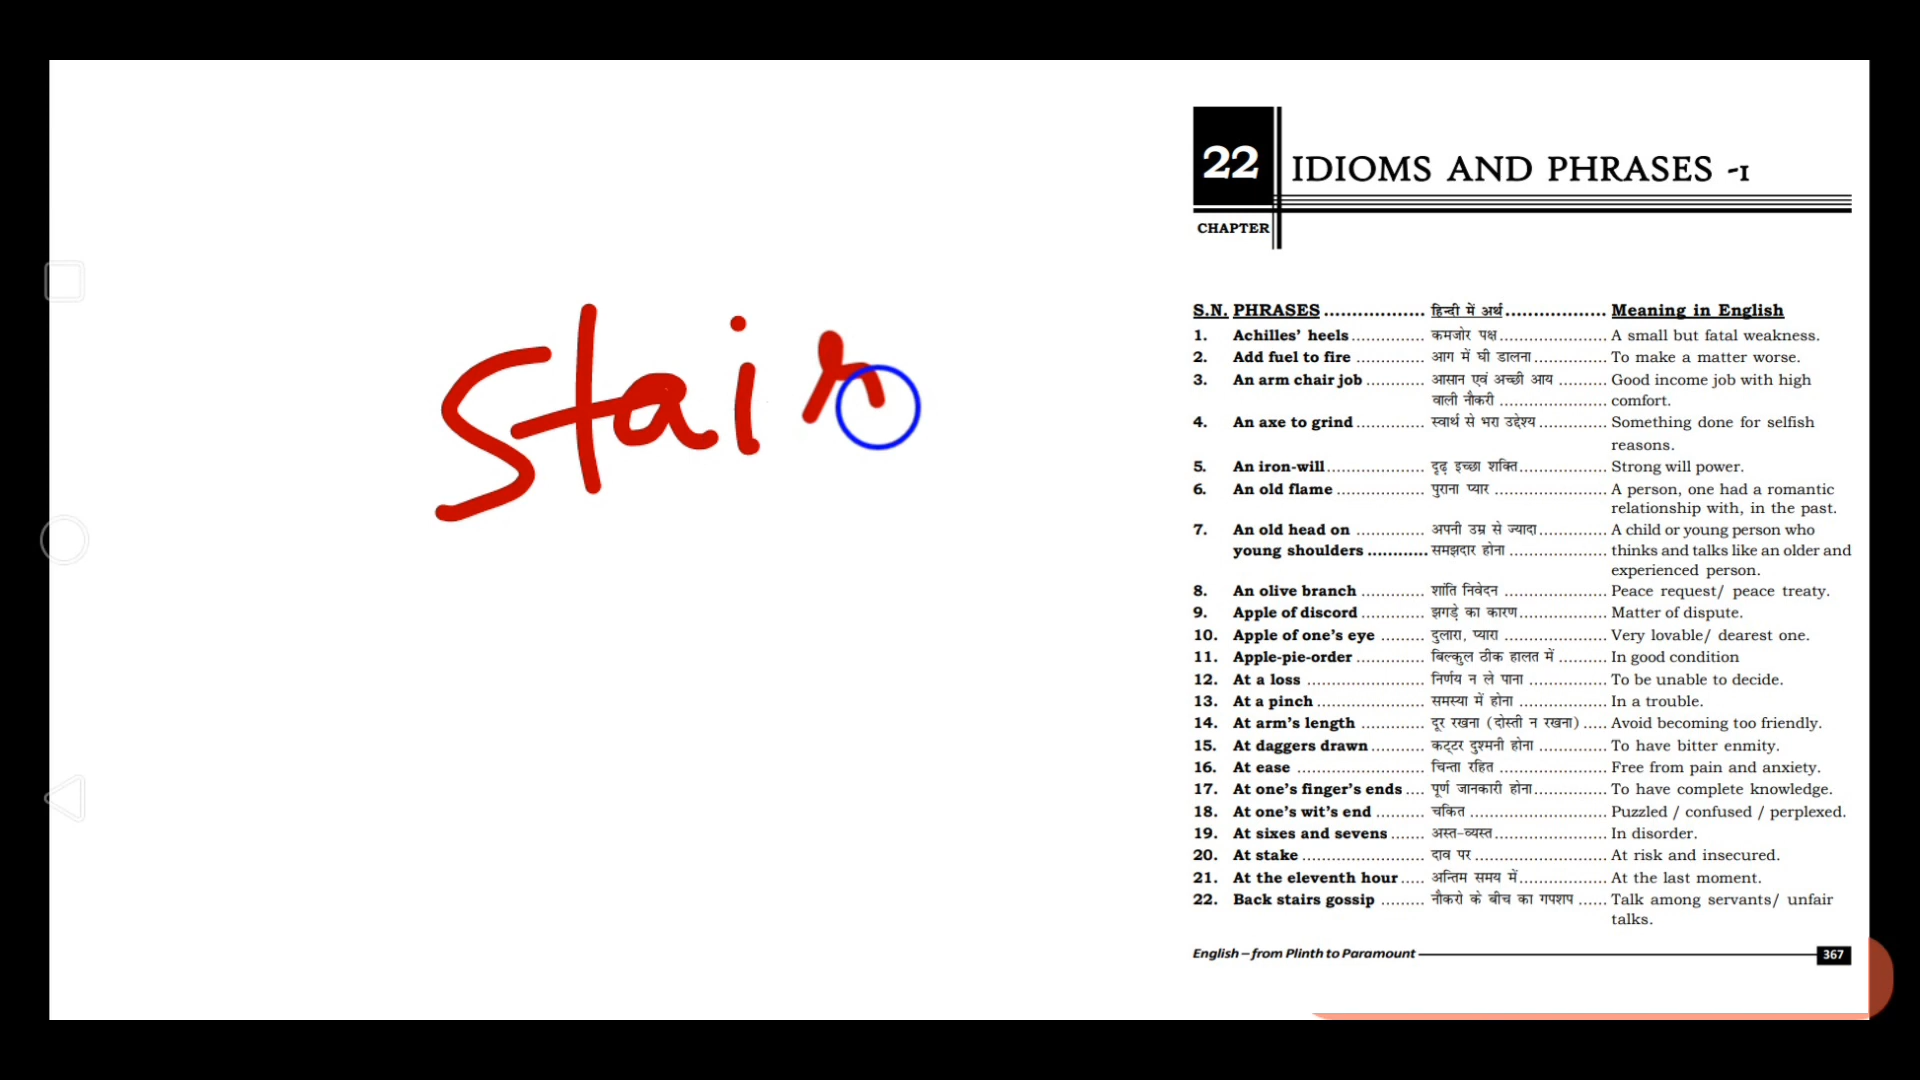 Stair
22
IDIOMS AND PHRASES -I
CHAPTER
S.N. PHRASES .................. हिन्दी में अर्थ .................. Meaning in English
1. Achilles’ heels .............. कमजोर पक्ष ..................... A small but fatal weakness.
2. Add fuel to fire ............. आग में घी डालना ............. To make a matter worse.
3. An arm chair job ............ आसान एवं अच्छी आय ......... Good income job with high
वाली नौकरी ...................... comfort.
4. An axe to grind ............. स्वार्थ से भरा उद्देश्य ............. Something done for selfish
reasons.
5. An iron-will .................. दृढ़ इच्छा शक्ति ................ Strong will power.
6. An old flame ................. पुराना प्यार ...................... A person, one had a romantic
relationship with, in the past.
7. An old head on ............. अपनी उम्र से ज्यादा ............. A child or young person who
young shoulders ............ समझदार होना ................... thinks and talks like an older and
experienced person.
8. An olive branch ............. शांति निवेदन ..................... Peace request/ peace treaty.
9. Apple of discord ............. झगड़े का कारण ................. Matter of dispute.
10. Apple of one’s eye ......... दुलारा, प्यारा ..................... Very lovable/ dearest one.
11. Apple-pie-order .............. बिल्कुल ठीक हालत में .......... In good condition
12. At a loss ........................ निर्णय न ले पाना ................ To be unable to decide.
13. At a pinch ...................... समस्या में होना .................. In a trouble.
14. At arm’s length ............. दूर रखना (दोस्ती न रखना) ..... Avoid becoming too friendly.
15. At daggers drawn ........... कट्टर दुश्मनी होना .............. To have bitter enmity.
16. At ease .......................... चिन्ता रहित ...................... Free from pain and anxiety.
17. At one’s finger’s ends .... पूर्ण जानकारी होना ............... To have complete knowledge.
18. At one’s wit’s end .......... चकित ............................ Puzzled / confused / perplexed.
19. At sixes and sevens ....... अस्त-व्यस्त ....................... In disorder.
20. At stake ......................... दाव पर ........................... At risk and insecured.
21. At the eleventh hour ..... अन्तिम समय में .................. At the last moment.
22. Back stairs gossip ......... नौकरो के बीच का गपशप ...... Talk among servants/ unfair
talks.
English – from Plinth to Paramount 367